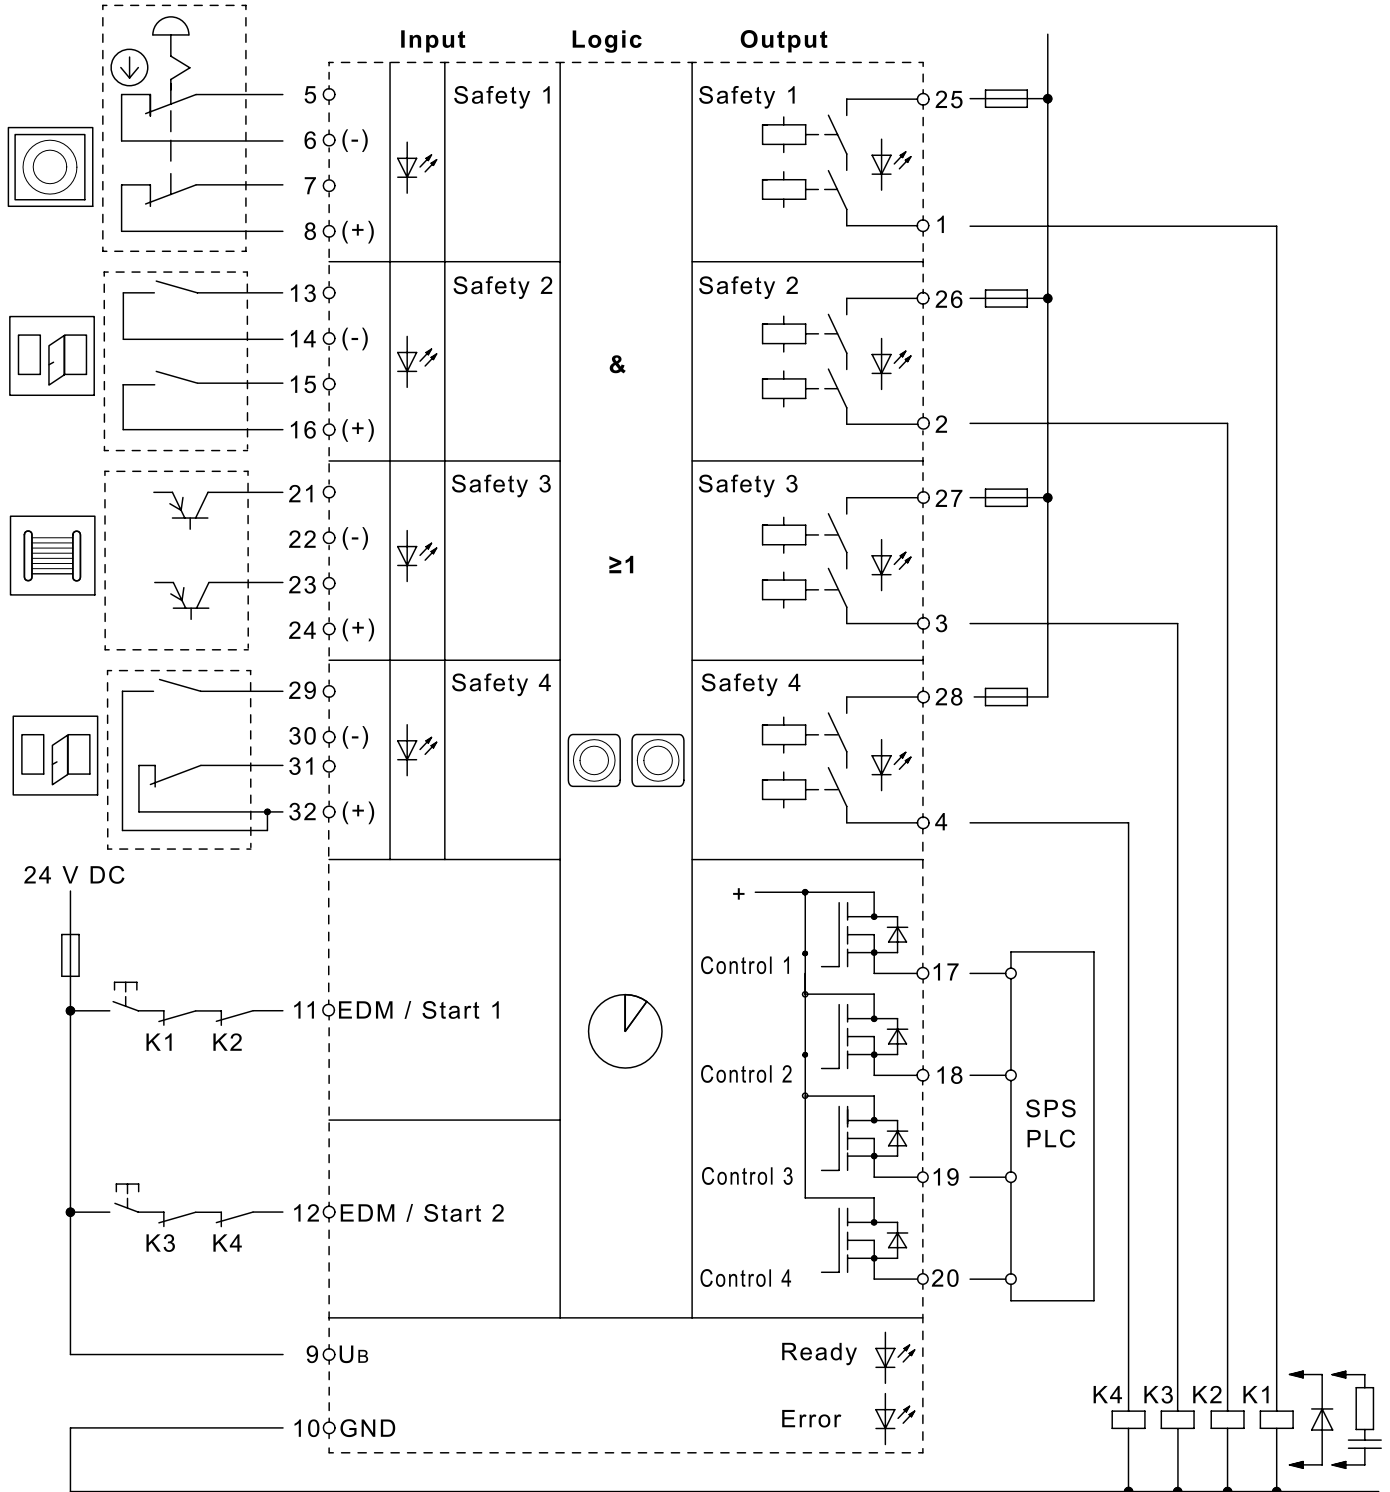 Input Logic Output
5 Safety 1 Safety 1 25
6 (-)
7
8 (+) 1
13 Safety 2 Safety 2 26
14 (-)
&
15
16 (+) 2
21 Safety 3 Safety 3 27
22 (-)
≥1
23
24 (+) 3
29 Safety 4 Safety 4 28
30 (-)
31
32 (+) 4
24 V DC
+
Control 1 17
11 EDM / Start 1
K1 K2
Control 2 18
SPS
PLC
Control 3 19
12 EDM / Start 2
K3 K4
Control 4 20
9 UB Ready
K4 K3 K2 K1
10 GND Error